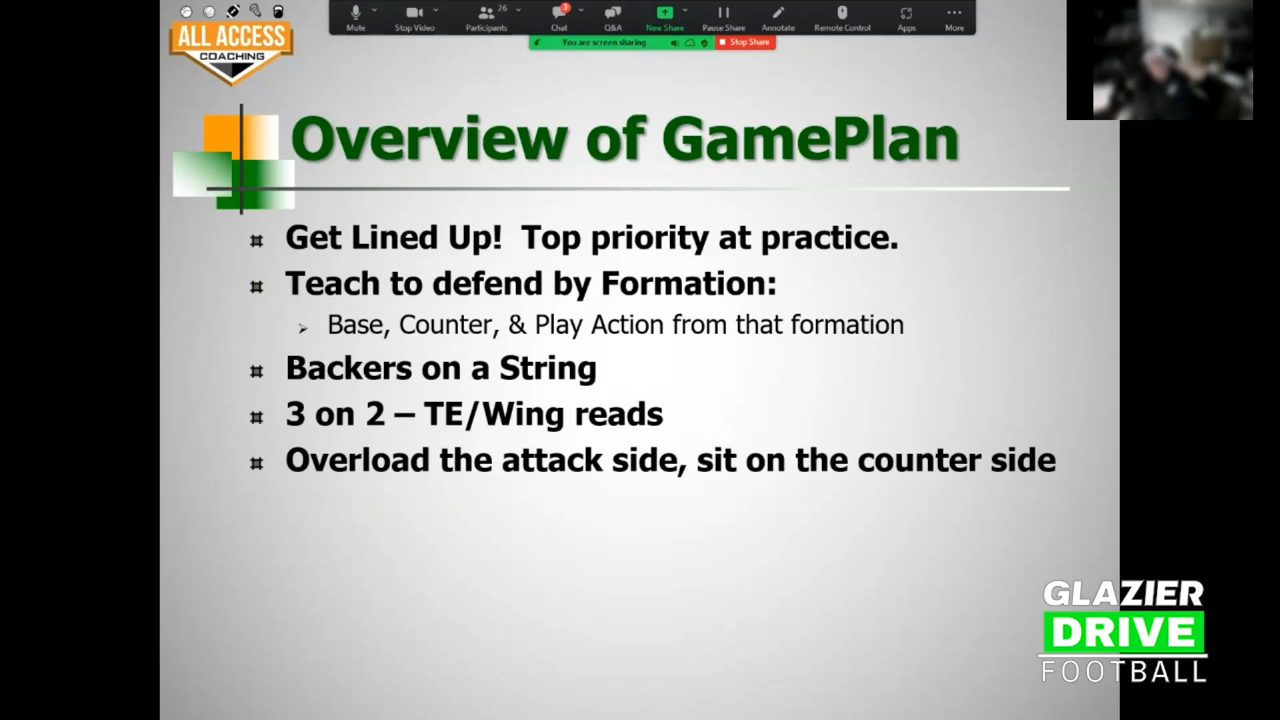 ALL ACCESS
COACHING
Mute
Stop Video
26
Participants
3
Chat
Q&A
New Share
Pause Share
Annotate
Remote Control
Apps
More
You are screen sharing
Stop Share
Overview of GamePlan
Get Lined Up! Top priority at practice.
Teach to defend by Formation:
Base, Counter, & Play Action from that formation
Backers on a String
3 on 2 – TE/Wing reads
Overload the attack side, sit on the counter side
GLAZIER
DRIVE
FOOTBALL